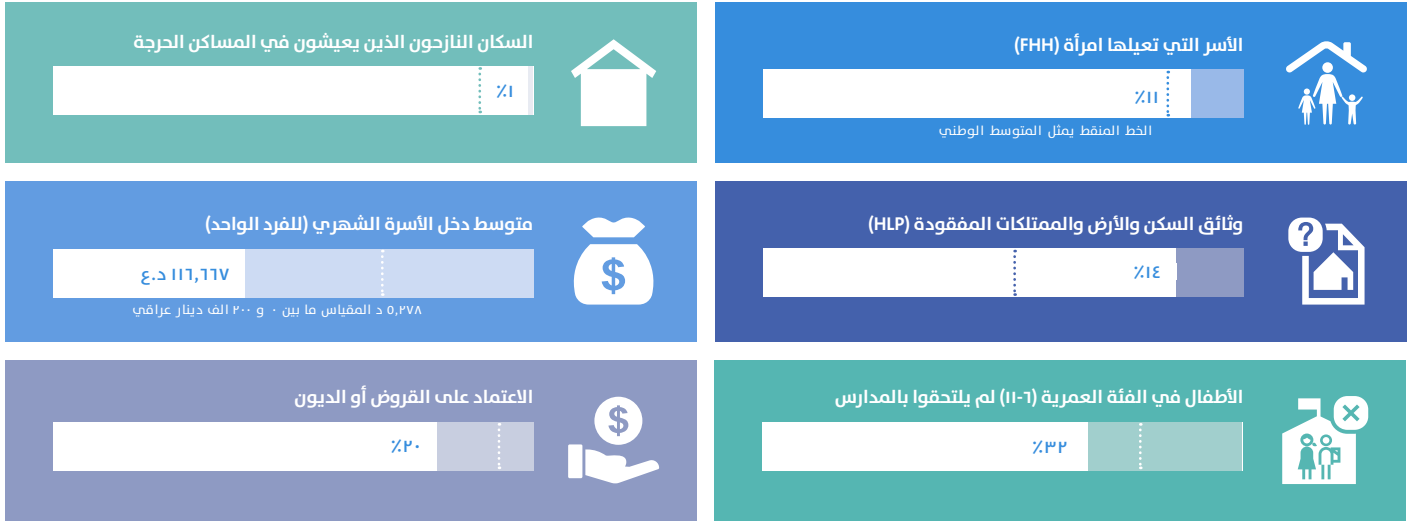 الأسر التي تعيلها امرأة (FHH)
١١٪
الخط المنقط يمثل المتوسط الوطني
السكان النازحون الذين يعيشون في المساكن الحرجة
١٪
وثائق السكن والأرض والممتلكات المفقودة (HLP)
١٤٪
متوسط دخل الأسرة الشهري (للفرد الواحد)
١١٦,٦٦٧ د.ع
٥,٢٧٨ د المقياس ما بين ٠ و ٢٠٠ الف دينار عراقي
الأطفال في الفئة العمرية (٦-١١) لم يلتحقوا بالمدارس
٣٢٪
الاعتماد على القروض أو الديون
٢٠٪
$
$
?